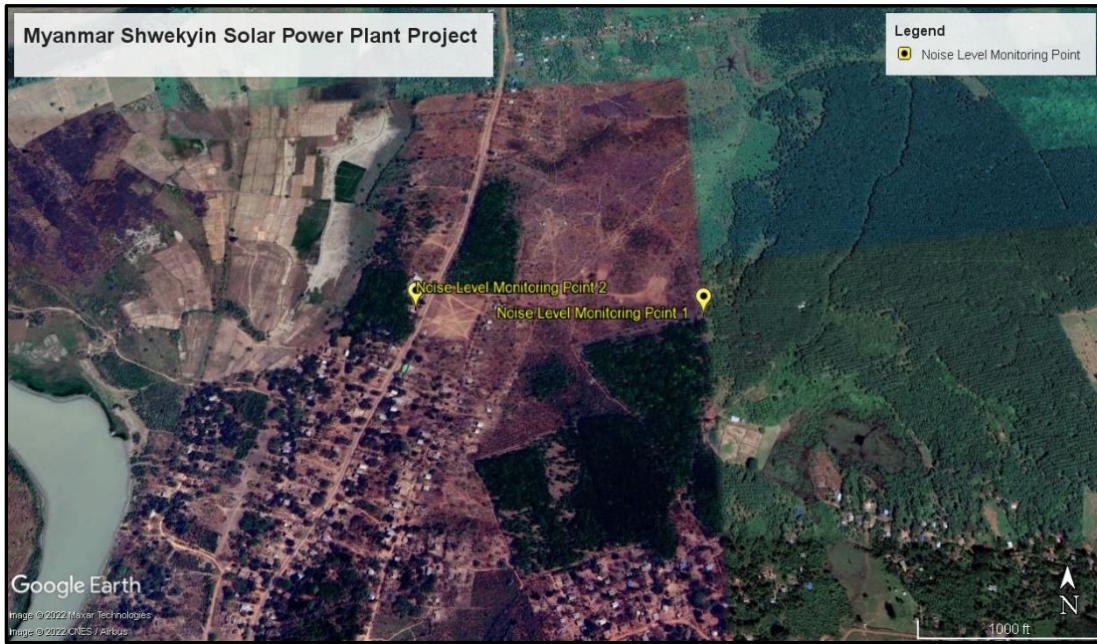 Myanmar Shwekyin Solar Power Plant Project
Legend
Noise Level Monitoring Point
Noise Level Monitoring Point 2
Noise Level Monitoring Point 1
Google Earth
Image © 2022 Maxar Technologies
Image © 2022 CNES / Airbus
N
1000 ft